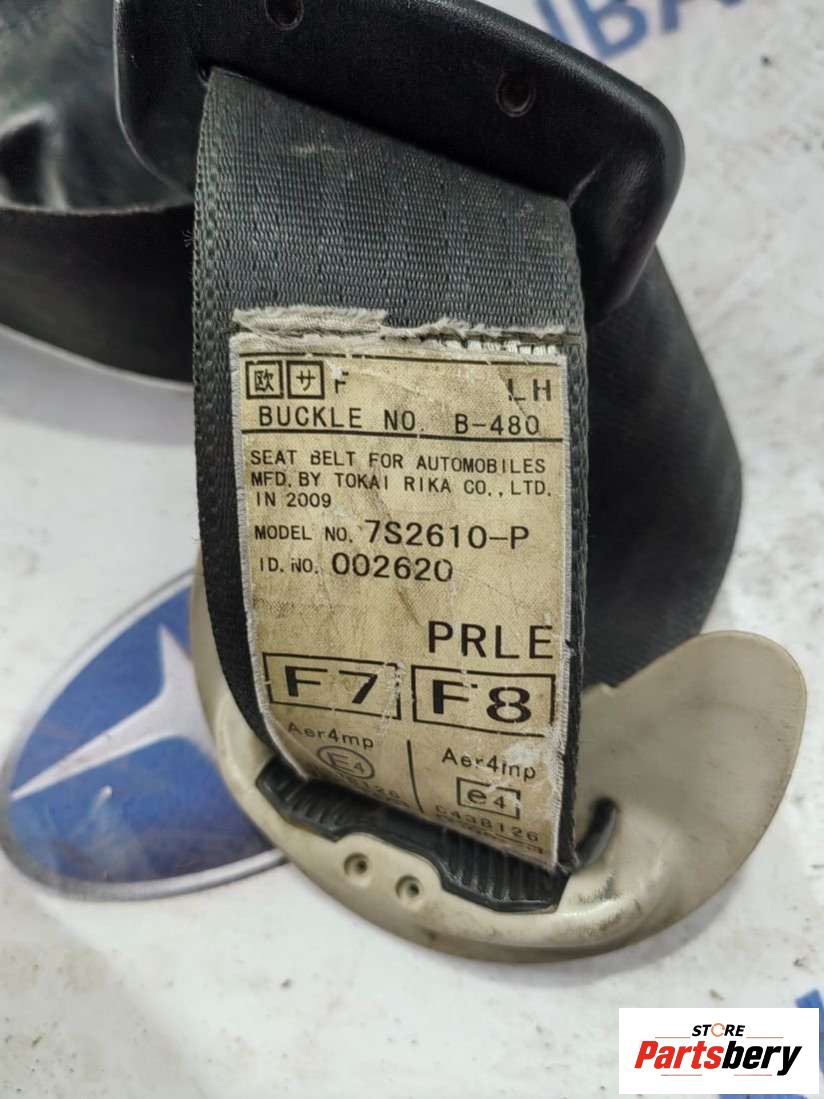 欧 サ F LH
BUCKLE NO. B-480
SEAT BELT FOR AUTOMOBILES
MFD. BY TOKAI RIKA CO., LTD.
IN 2009
MODEL NO. 7S2610-P
ID. NO. 002620
PRLE
F7 F8
Aer4mp Aer4mp
E4 e4
C43B126
STORE
Partsbery